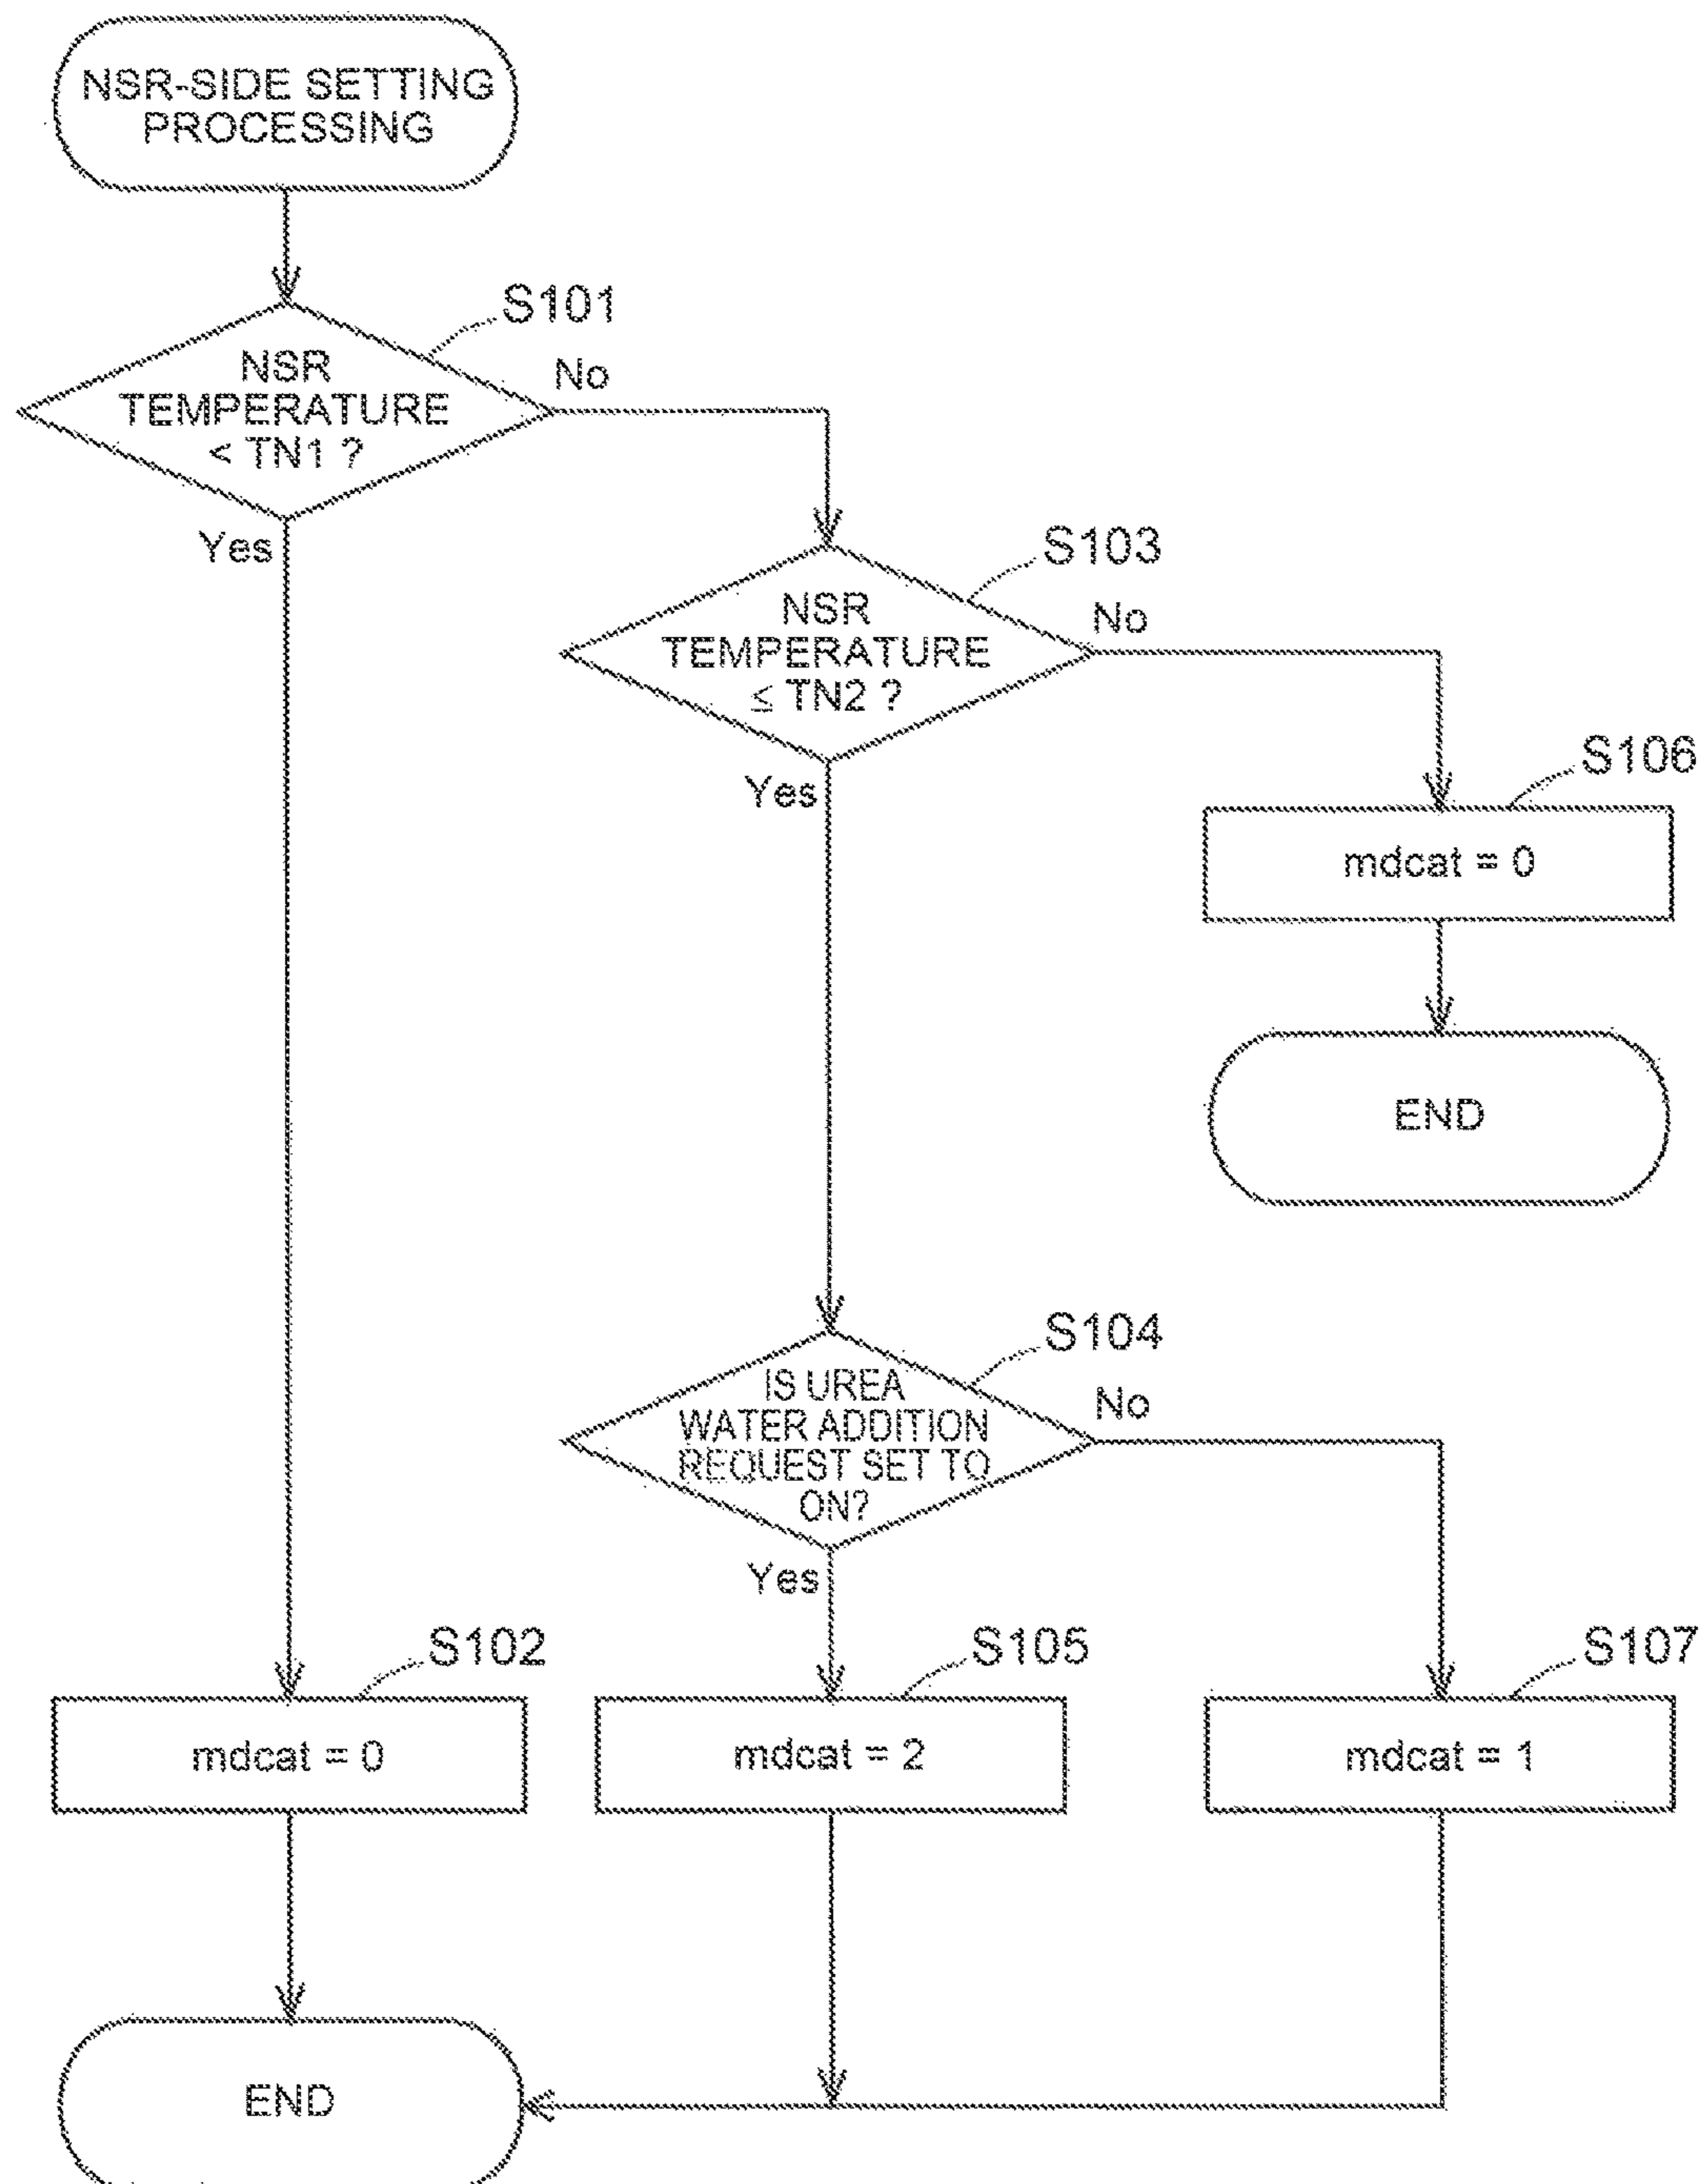 NSR-SIDE SETTING
PROCESSING
S101
NSR
TEMPERATURE
< TN1 ?
No
Yes
S103
NSR
TEMPERATURE
≤ TN2 ?
No
Yes
S106
mdcat = 0
END
S104
IS UREA
WATER ADDITION
REQUEST SET TO
ON?
No
Yes
S102
mdcat = 0
S105
mdcat = 2
S107
mdcat = 1
END